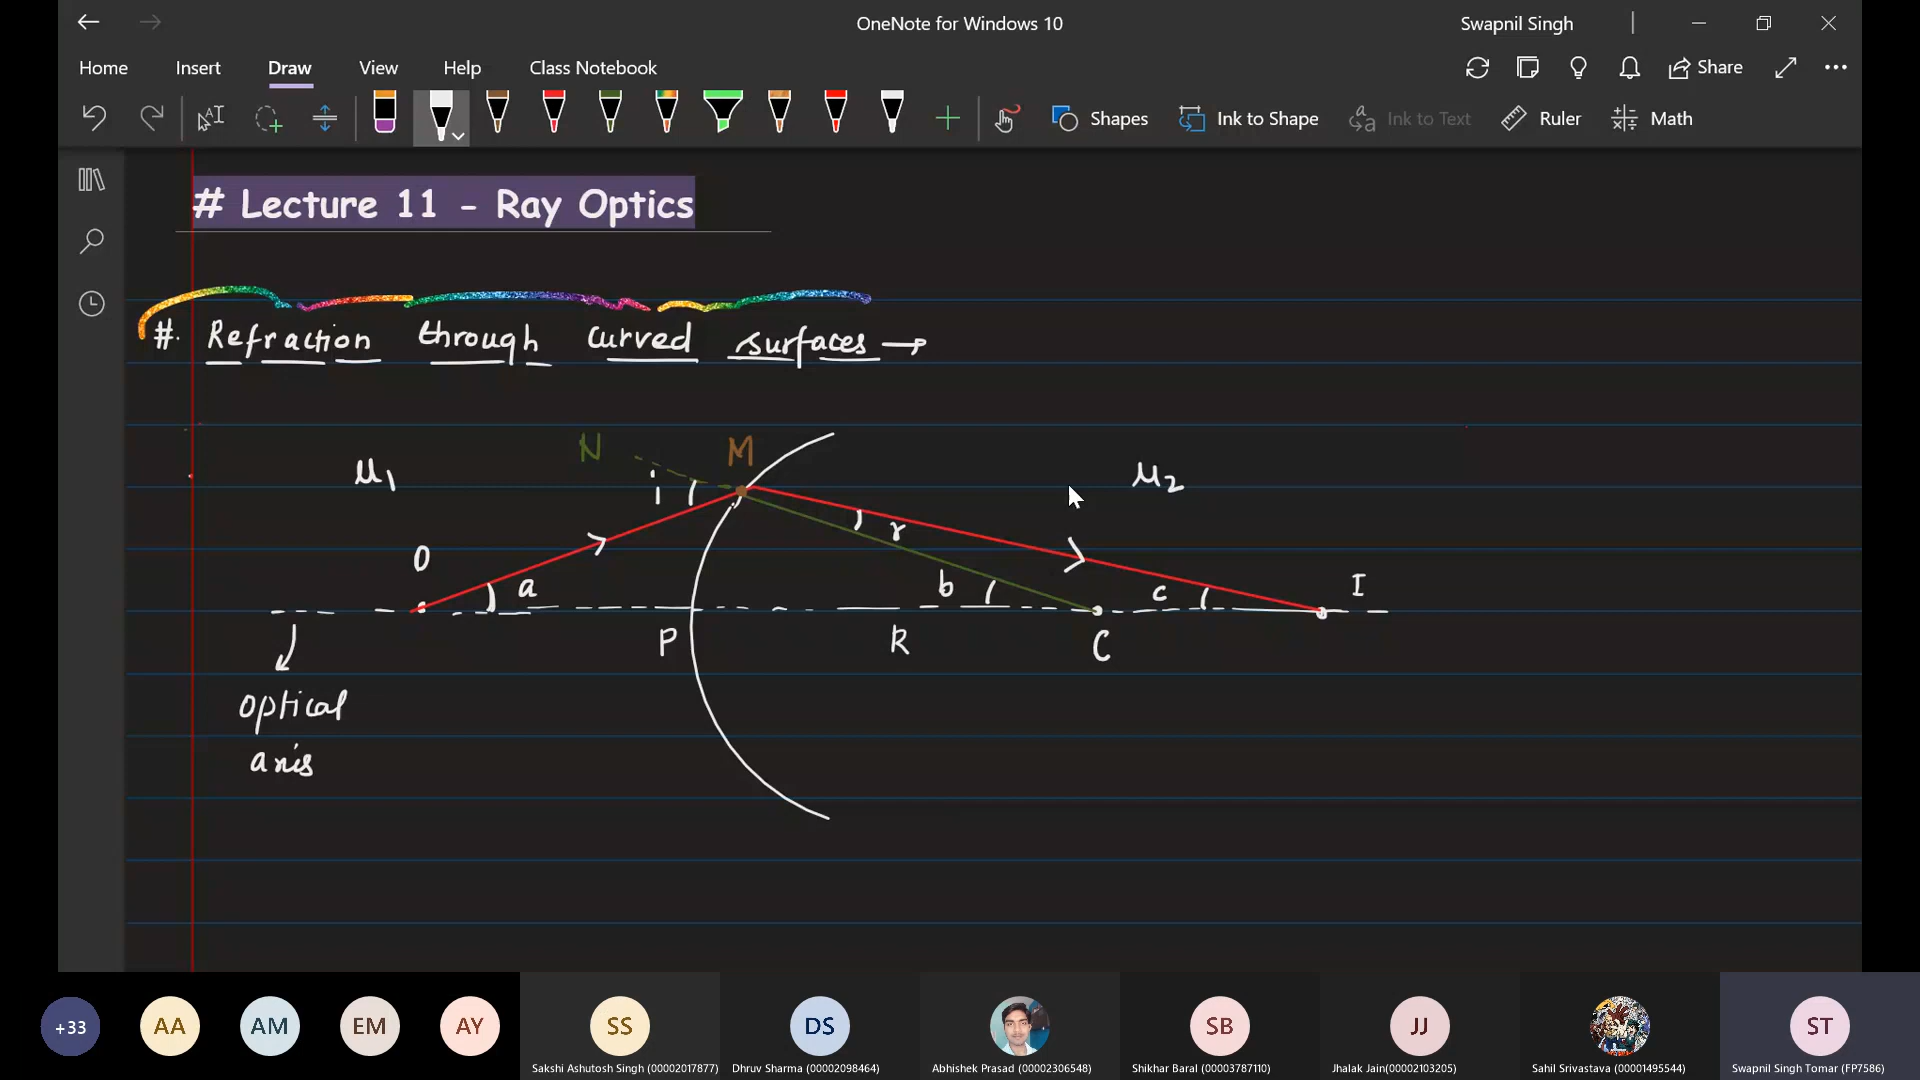 OneNote for Windows 10
Swapnil Singh
Home Insert Draw View Help Class Notebook
Share
Shapes Ink to Shape Ink to Text Ruler Math
# Lecture 11 - Ray Optics
#. Refraction through curved surfaces →
N M
μ1 i μ2
r
O a b c I
P R C
optical
axis
+33 AA AM EM AY SS DS SB JJ ST
Sakshi Ashutosh Singh (00002017877) Dhruv Sharma (00002098464) Abhishek Prasad (00002306548) Shikhar Baral (00003787110) Jhalak Jain(00002103205) Sahil Srivastava (00001495544) Swapnil Singh Tomar (FP7586)